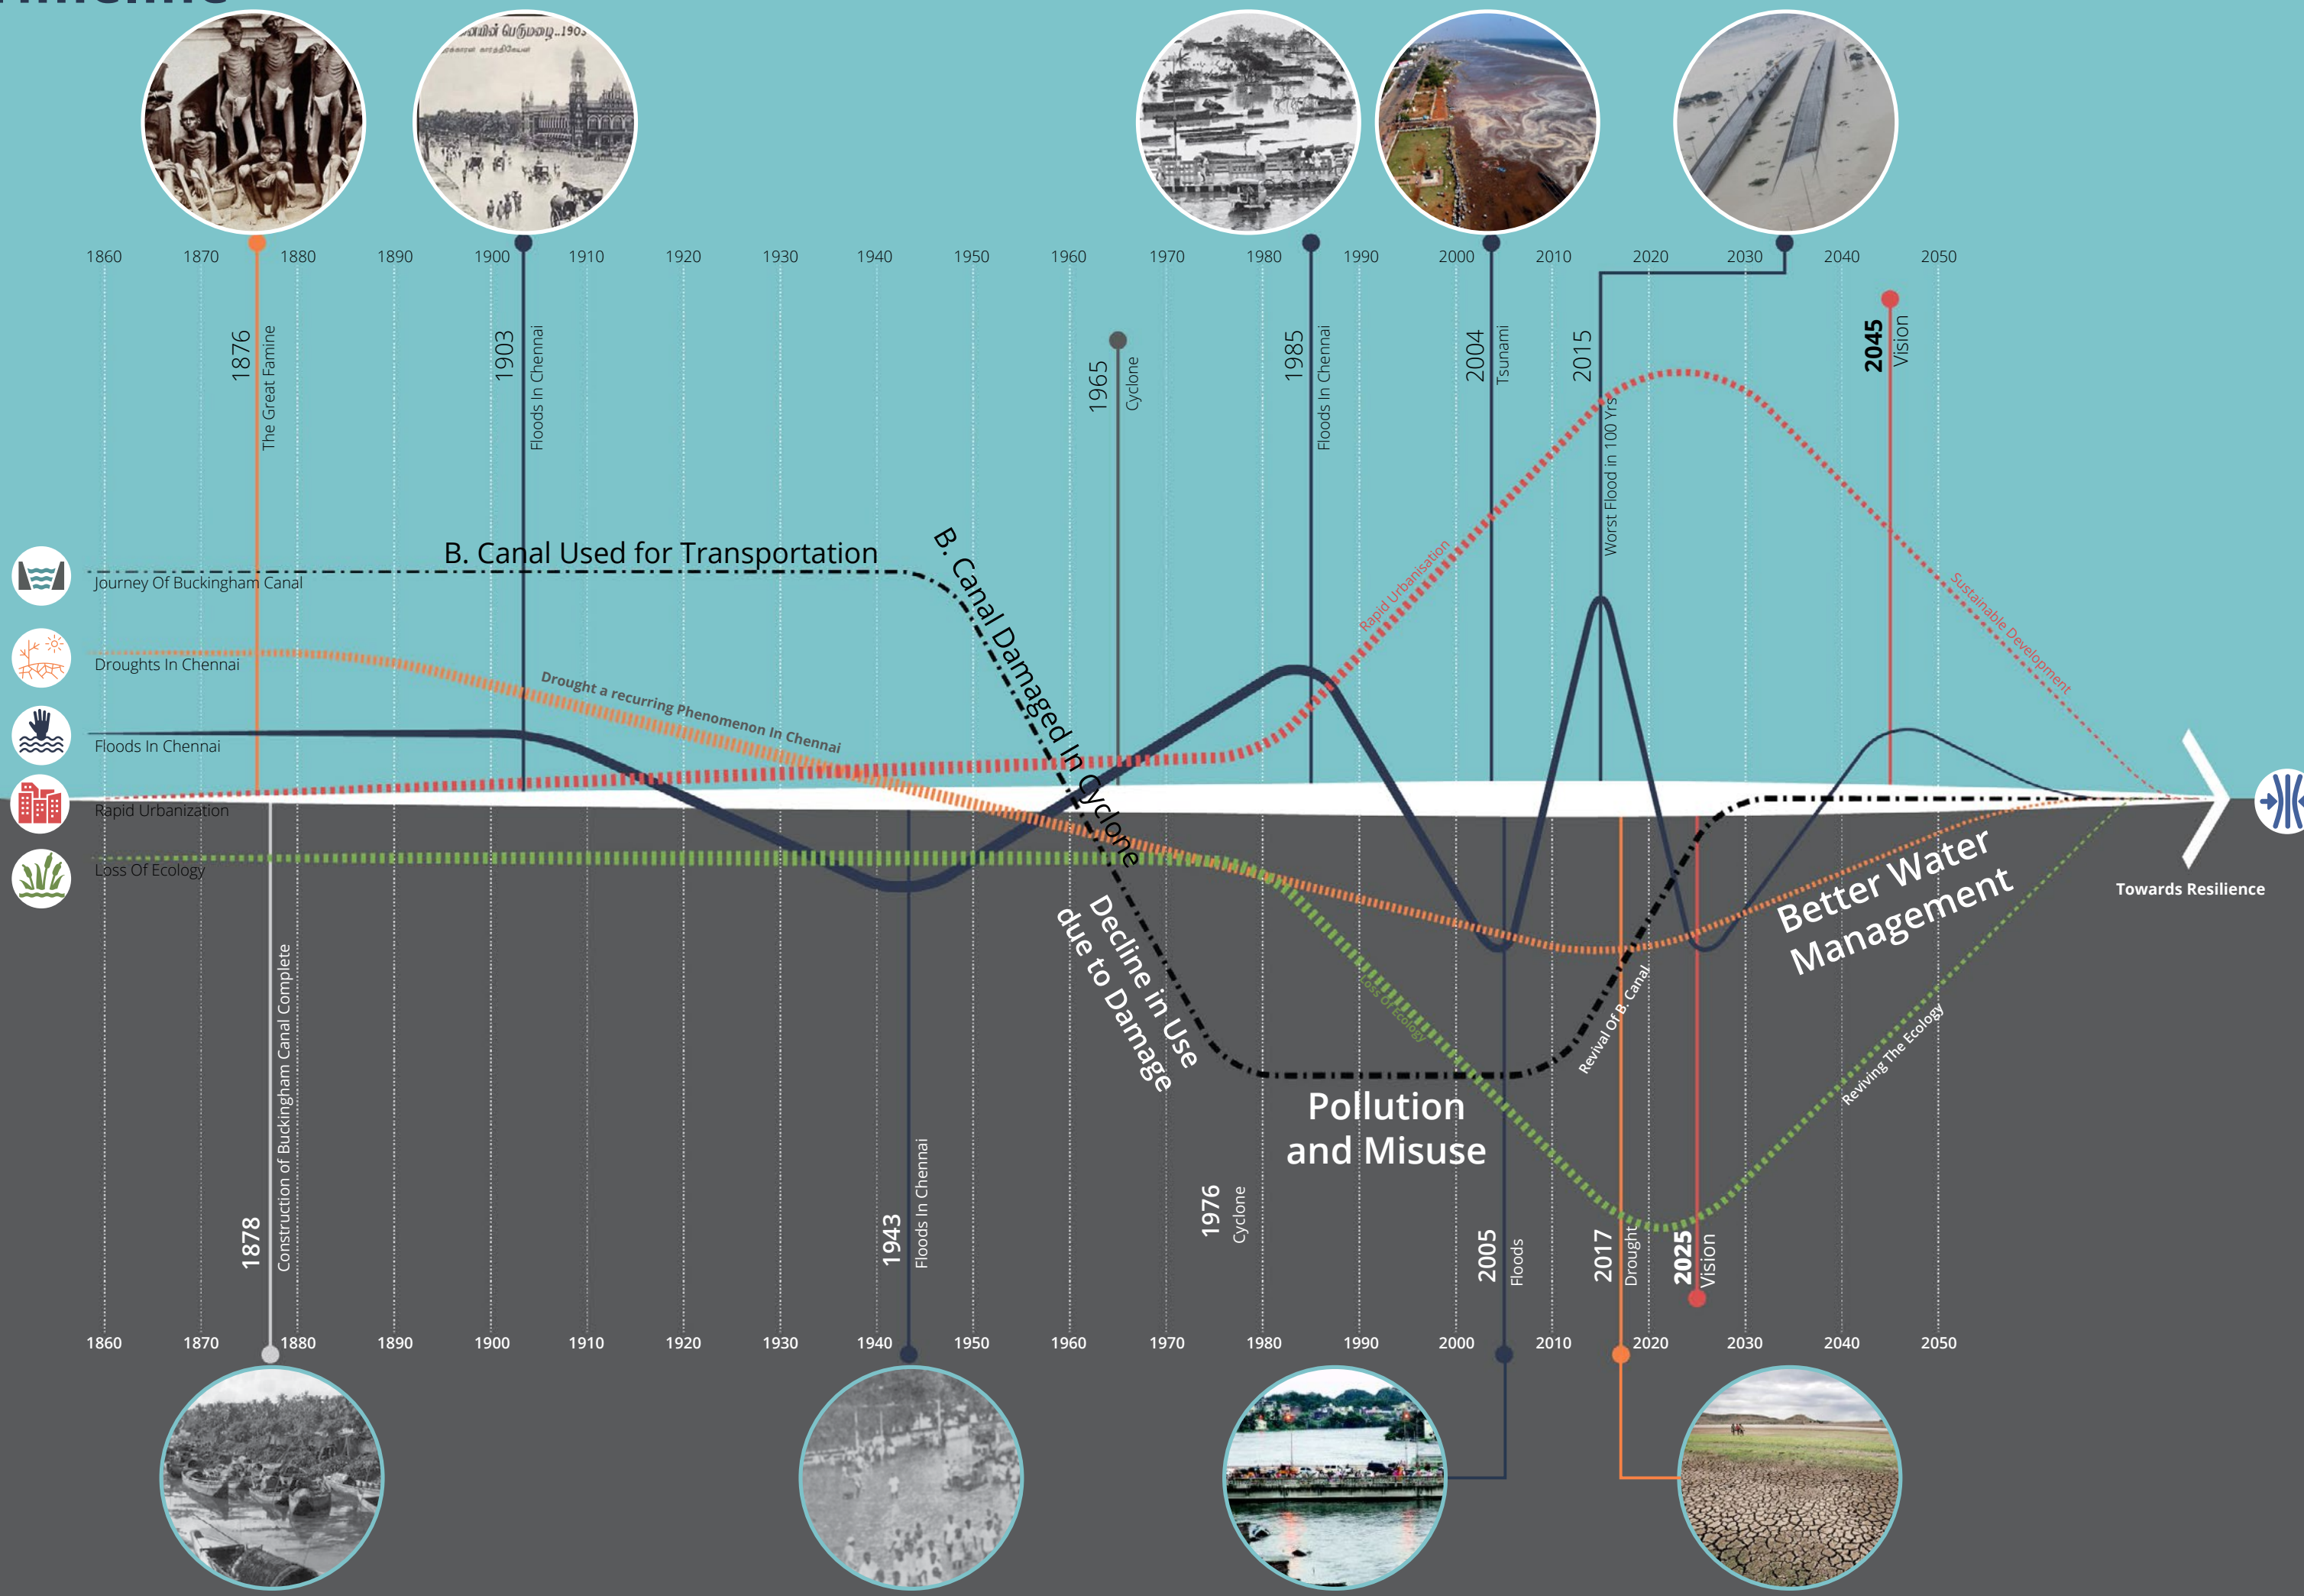 Timeline
பெருமழை..1903
1860 1870 1880 1890 1900 1910 1920 1930 1940 1950 1960 1970 1980 1990 2000 2010 2020 2030 2040 2050
1876
The Great Famine
1903
Floods In Chennai
1965
Cyclone
1985
Floods In Chennai
2004
Tsunami
2015
Worst Flood in 100 Yrs
2045
Vision
B. Canal Used for Transportation
B. Canal Damaged In Cyclone
Rapid Urbanisation
Sustainable Development
Journey Of Buckingham Canal
Droughts In Chennai
Drought a recurring Phenomenon In Chennai
Floods In Chennai
Rapid Urbanization
Loss Of Ecology
Decline in Use
due to Damage
Loss Of Ecology
Revival Of B. Canal
Better Water
Management
Towards Resilience
Reviving The Ecology
Pollution
and Misuse
1878
Construction of Buckingham Canal Complete
1943
Floods In Chennai
1976
Cyclone
2005
Floods
2017
Drought
2025
Vision
1860 1870 1880 1890 1900 1910 1920 1930 1940 1950 1960 1970 1980 1990 2000 2010 2020 2030 2040 2050